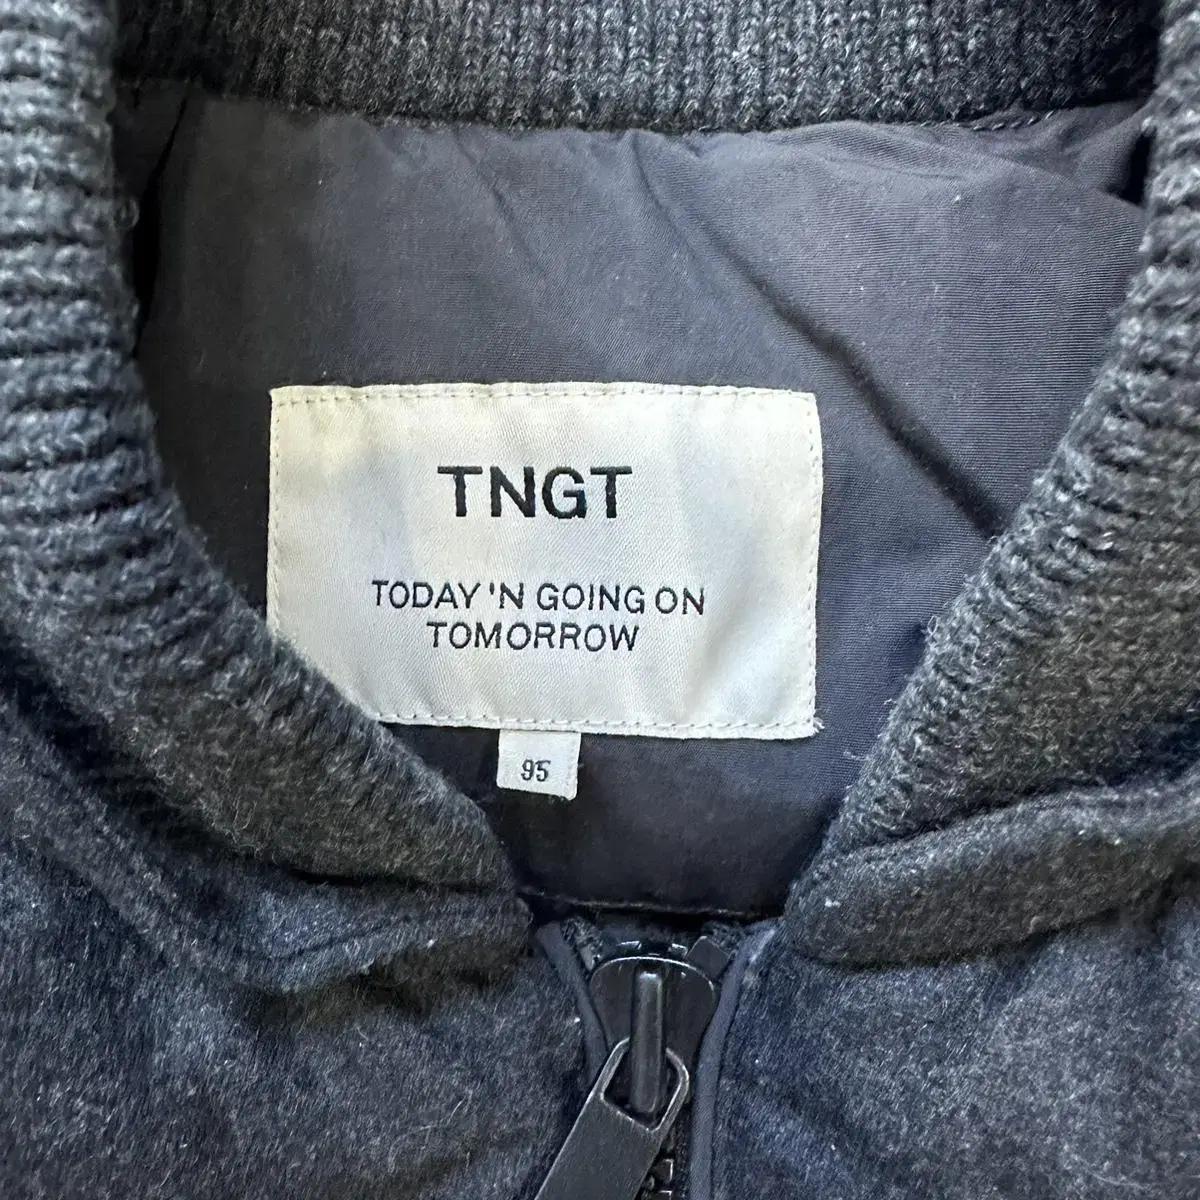 TNGT
TODAY 'N GOING ON
TOMORROW
95